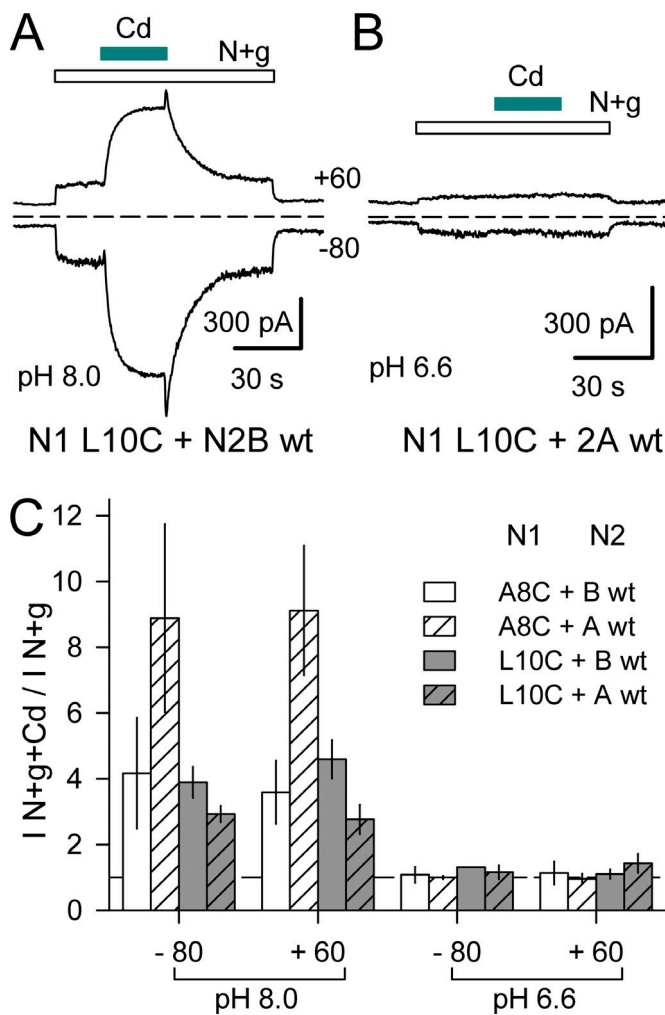 A
Cd
N+g
+60
-80
300 pA
30 s
pH 8.0
N1 L10C + N2B wt
B
Cd
N+g
300 pA
30 s
pH 6.6
N1 L10C + 2A wt
C
I N+g+Cd / I N+g
12
10
8
6
4
2
0
N1 N2
A8C + B wt
A8C + A wt
L10C + B wt
L10C + A wt
- 80 + 60 - 80 + 60
pH 8.0 pH 6.6